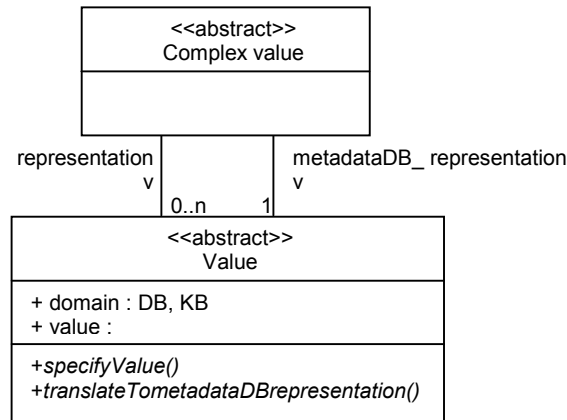 <<abstract>>
Complex value
representation
v
metadataDB_ representation
v
0..n
1
<<abstract>>
Value
+ domain : DB, KB
+ value :
+specifyValue()
+translateTometadataDBrepresentation()